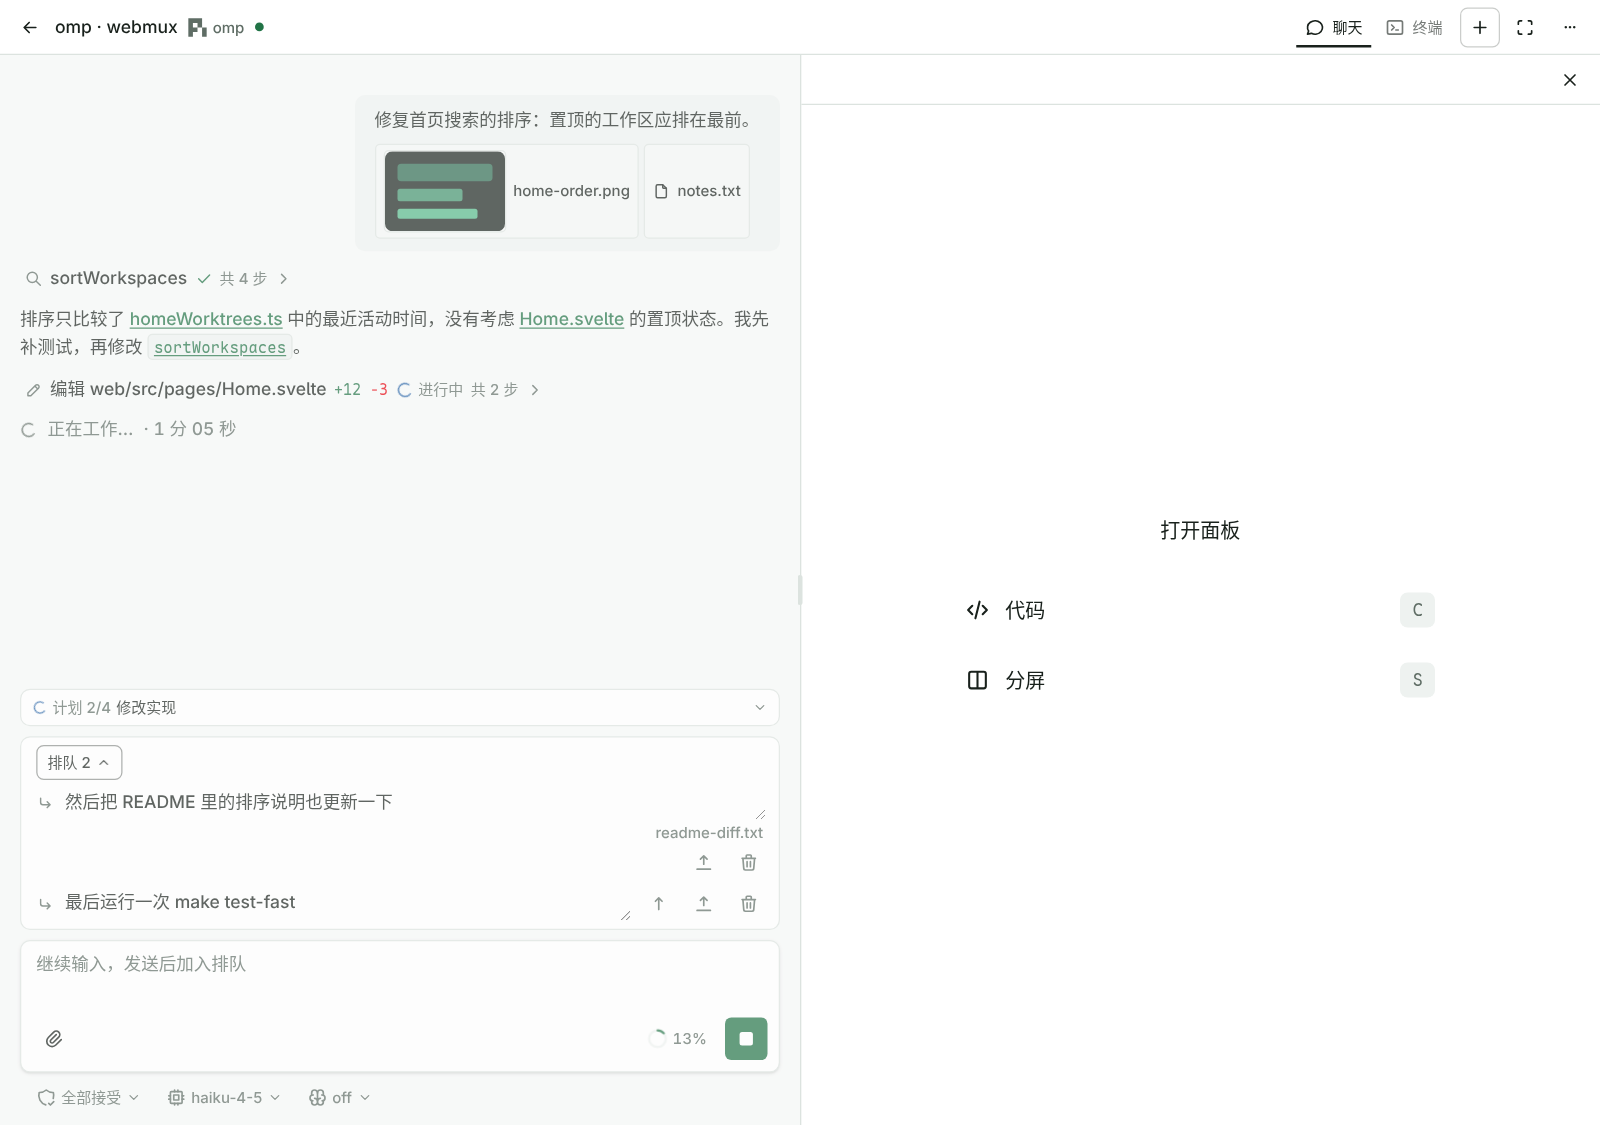 omp · webmux omp
聊天
终端
修复首页搜索的排序：置顶的工作区应排在最前。
home-order.png
notes.txt
sortWorkspaces 共 4 步
排序只比较了 homeWorktrees.ts 中的最近活动时间，没有考虑 Home.svelte 的置顶状态。我先
补测试，再修改 sortWorkspaces 。
编辑 web/src/pages/Home.svelte +12 -3 进行中 共 2 步
正在工作... · 1 分 05 秒
打开面板
代码 C
分屏 S
计划 2/4 修改实现
排队 2
然后把 README 里的排序说明也更新一下
readme-diff.txt
最后运行一次 make test-fast
继续输入，发送后加入排队
13%
全部接受 haiku-4-5 off